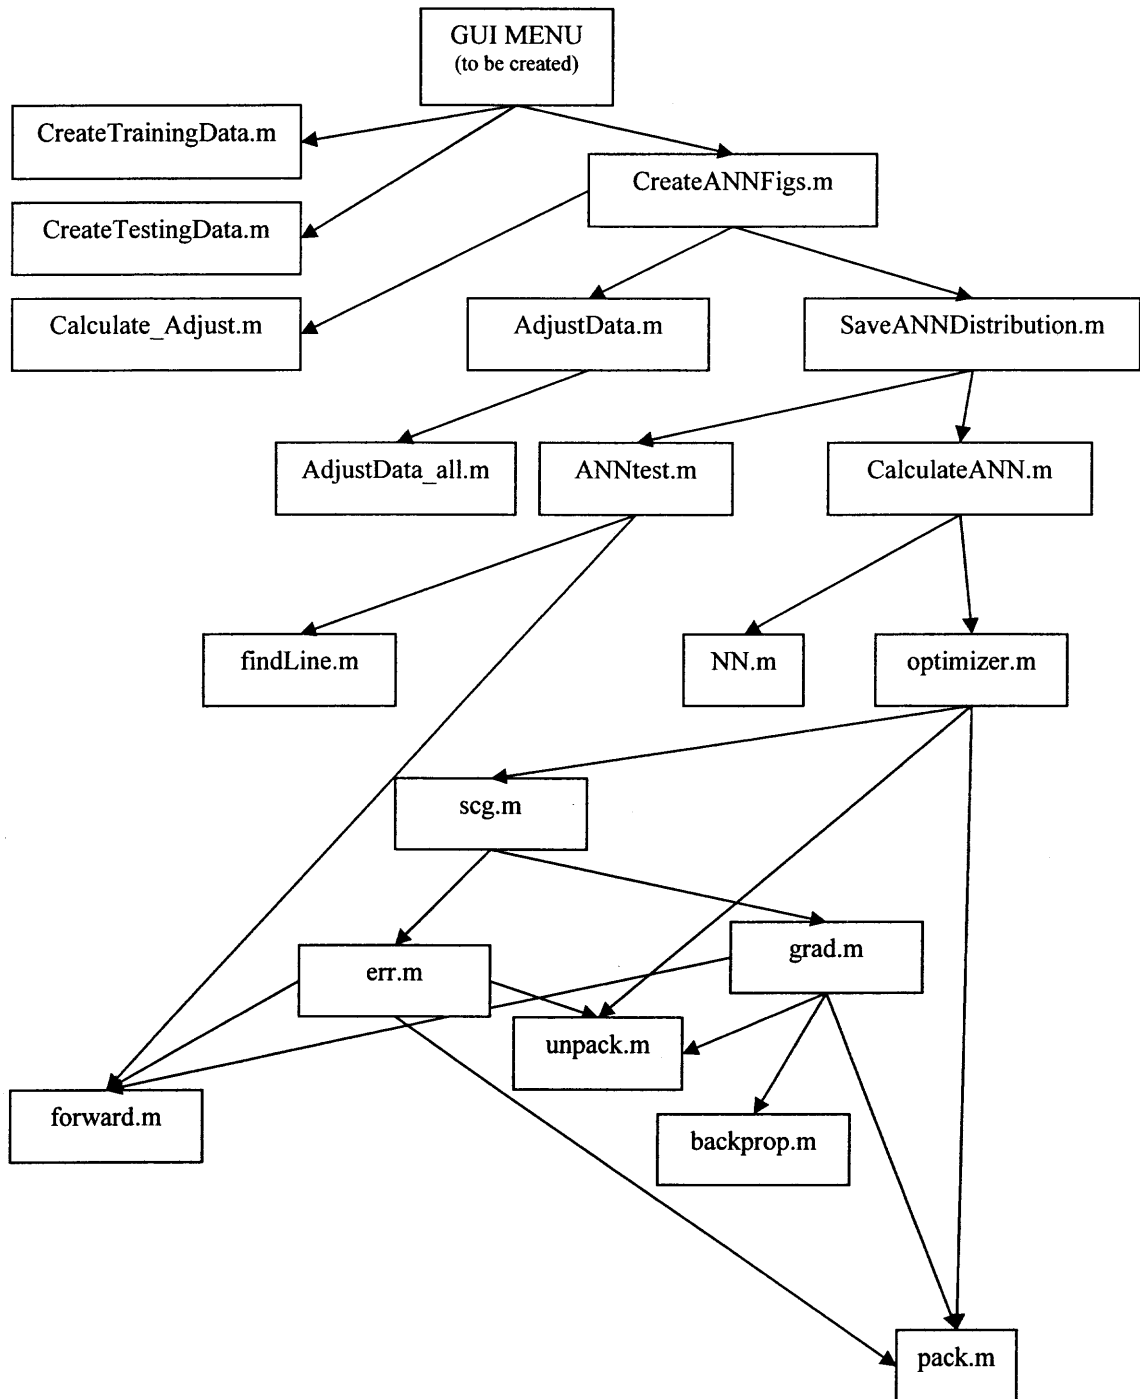 GUI MENU
(to be created)
CreateTrainingData.m
CreateANNFigs.m
CreateTestingData.m
Calculate_Adjust.m
AdjustData.m
SaveANNDistribution.m
AdjustData_all.m
ANNtest.m
CalculateANN.m
findLine.m
NN.m
optimizer.m
scg.m
err.m
grad.m
unpack.m
forward.m
backprop.m
pack.m